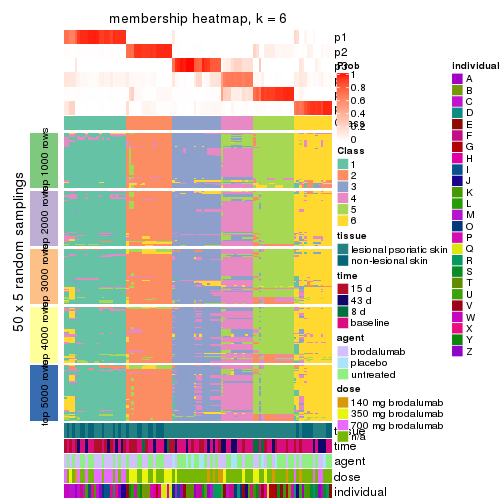 membership heatmap, k = 6
p1
p2
Prob
1
0.8
0.6
0.4
0.2
0
Class
1
2
3
4
5
6
tissue
lesional psoriatic skin
non-lesional skin
time
15 d
43 d
8 d
baseline
agent
brodalumab
placebo
untreated
dose
140 mg brodalumab
350 mg brodalumab
700 mg brodalumab
n/a
individual
A
B
C
D
E
F
G
H
I
J
K
L
M
O
P
Q
R
S
T
U
V
W
X
Y
Z
50 x 5 random samplings
top 1000 rows
top 2000 rows
top 3000 rows
top 4000 rows
top 5000 rows
tissue
time
agent
dose
individual